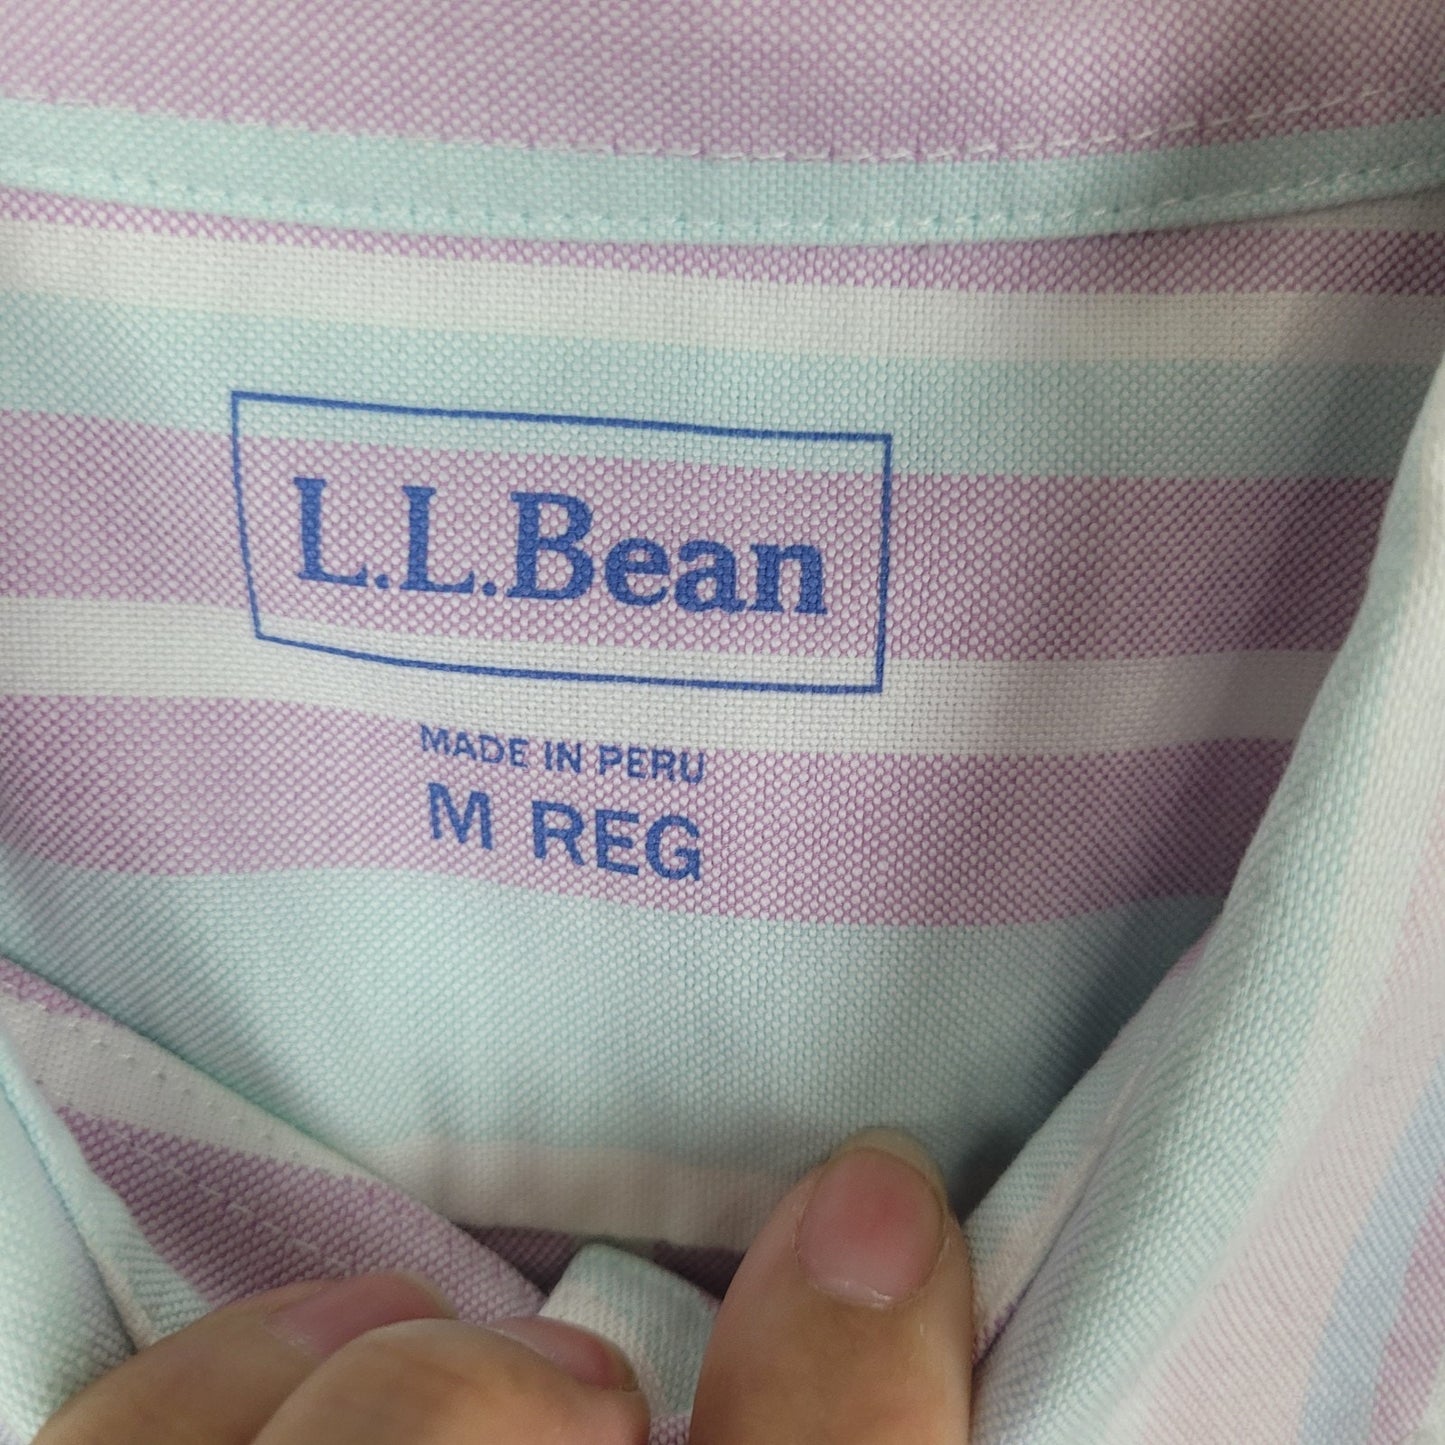 L.L.Bean
MADE IN PERU
M REG